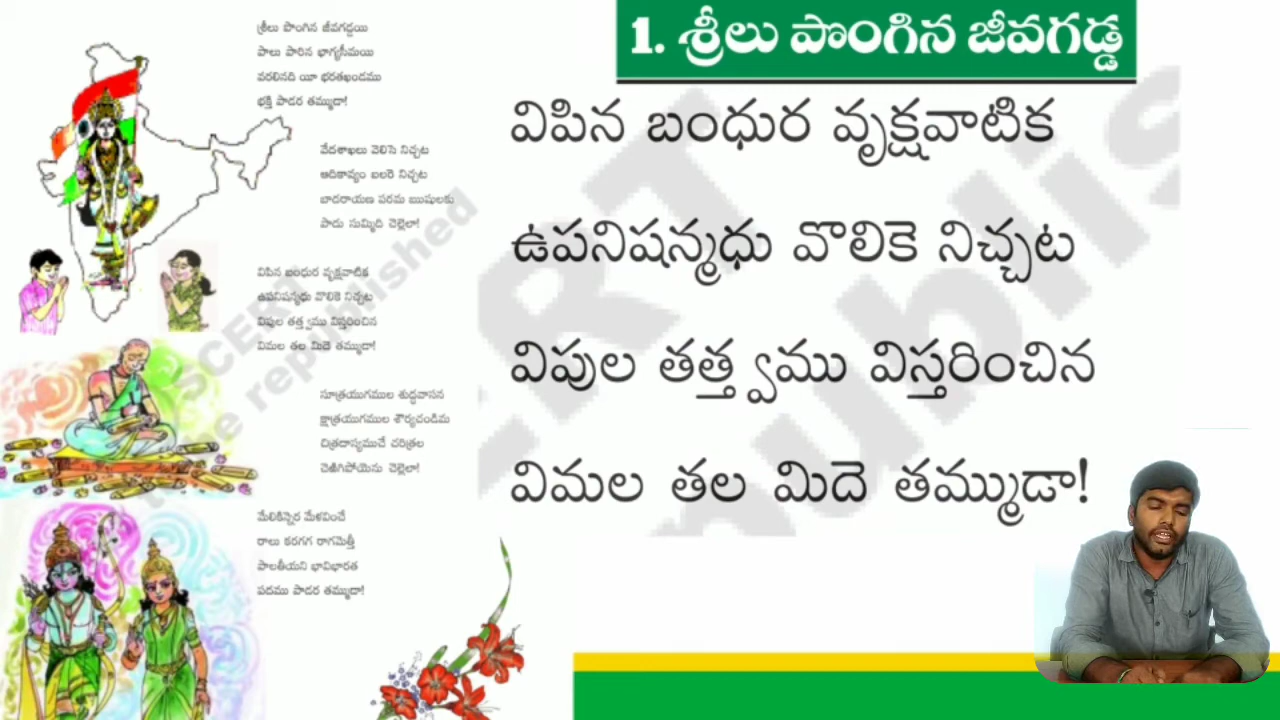 శ్రీలు పొంగిన జీవగడ్డయి
పాలు పారిన భాగ్యసీమయి
వరలినది యీ భరతఖండము
భక్తి పాడర తమ్ముడా!
వేదశాఖలు వెలిసె నిచ్చట
ఆదికావ్యం బలరె నిచ్చట
బాదరాయణ పరమ ఋషులకు
పాదు సుమ్మిది చెల్లెలా!
విపిన బంధుర వృక్షవాటిక
ఉపనిషన్మధు వొలికె నిచ్చట
విపుల తత్త్వము విస్తరించిన
విమల తల మిదె తమ్ముడా!
సూత్రయుగముల శుద్ధవాసన
క్షాత్రయుగముల శౌర్యచండిమ
చిత్రదాస్యముచే చరిత్రల
చెఱిగిపోయెను చెల్లెలా!
మేలికిన్నెర మేళవించే
రాలు కరగగ రాగమెత్తీ
పాలతీయని భావిభారత
పదము పాడర తమ్ముడా!
1. శ్రీలు పొంగిన జీవగడ్డ
విపిన బంధుర వృక్షవాటిక
ఉపనిషన్మధు వొలికె నిచ్చట
విపుల తత్త్వము విస్తరించిన
విమల తల మిదె తమ్ముడా!
SCERT
be republished